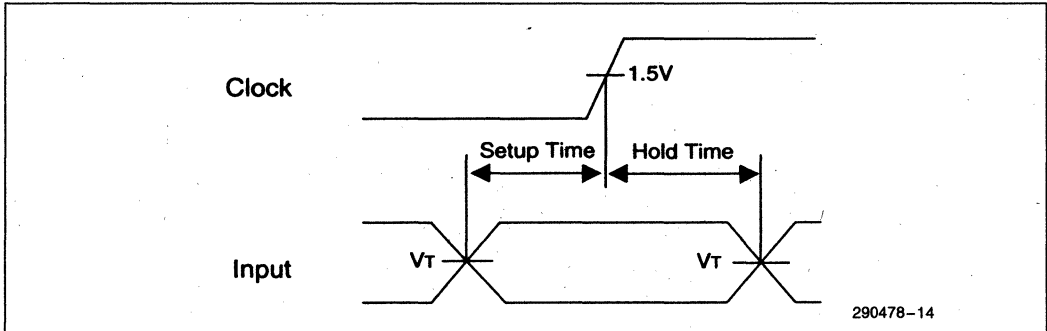 1.5V
Clock
Setup Time Hold Time
VT VT
Input
290478-14